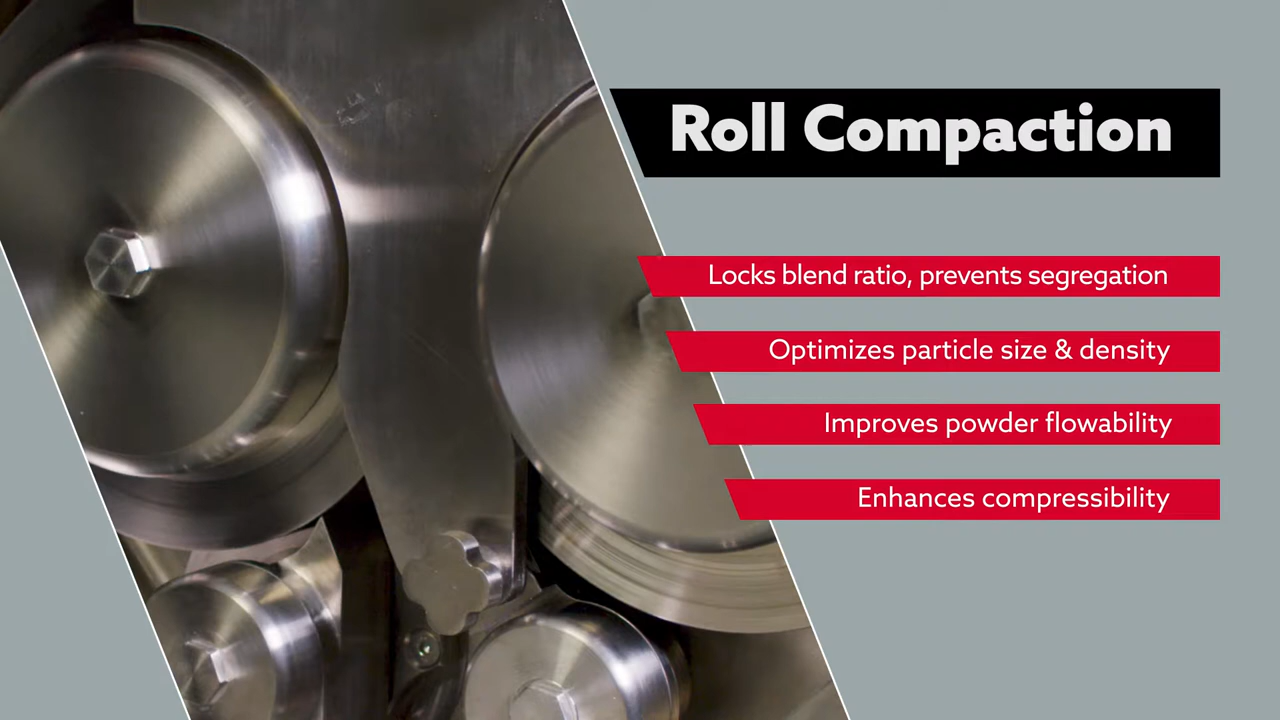 Roll Compaction
Locks blend ratio, prevents segregation
Optimizes particle size & density
Improves powder flowability
Enhances compressibility